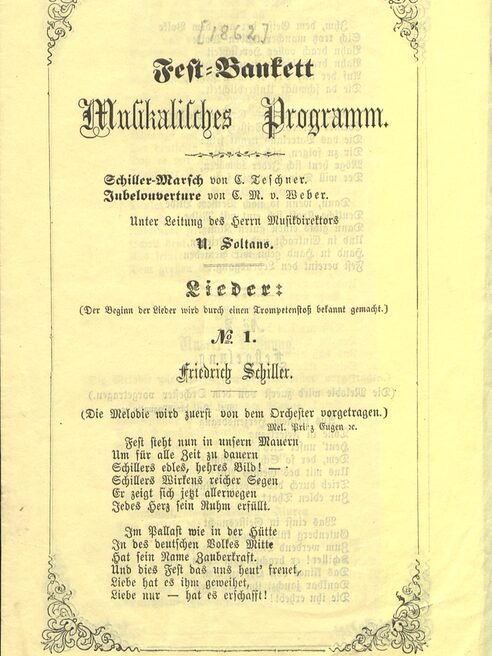 [1862]
Fest-Bankett
Musikalisches Programm.
Schiller-Marsch von C. Teschner.
Jubelouverture von C. M. v. Weber.
Unter Leitung des Herrn Musikdirektors
U. Soltans.
Lieder:
(Der Beginn der Lieder wird durch einen Trompetenstoß bekannt gemacht.)
№ 1.
Friedrich Schiller.
(Die Melodie wird zuerst von dem Orchester vorgetragen.)
Mel. Prinz Eugen ꝛc.
Fest steht nun in unsern Mauern
Um für alle Zeit zu dauern
Schillers edles, hehres Bild! —
Schillers Wirkens reicher Segen
Er zeigt sich jetzt allerwegen
Jedes Herz sein Ruhm erfüllt.
Im Pallast wie in der Hütte
In des deutschen Volkes Mitte
Hat sein Name Zauberkraft.
Und dies Fest das uns heut' freuet,
Liebe hat es ihm geweihet,
Liebe nur — hat es erschafft!